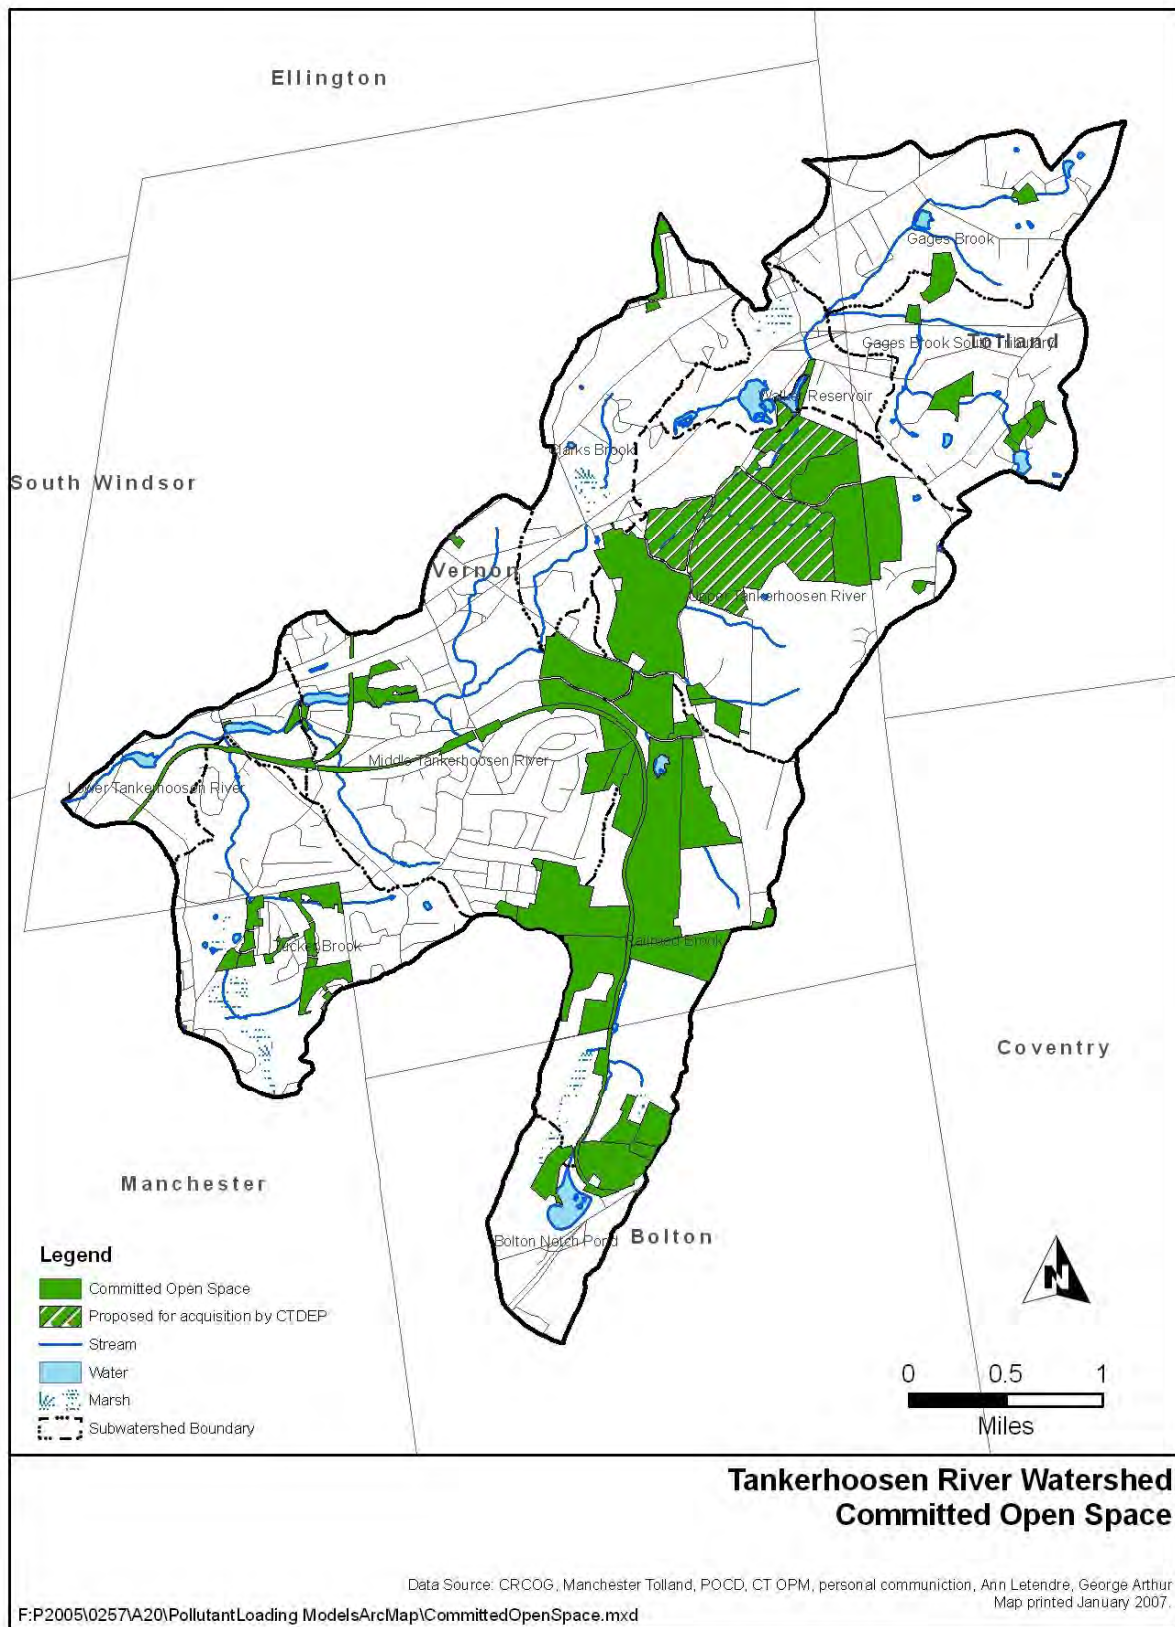 Ellington
Gages Brook
Gages Brook South Tributary
Tolland
Walker Reservoir
Clarks Brook
South Windsor
Vernon
Upper Tankerhoosen River
Middle Tankerhoosen River
Lower Tankerhoosen River
Tucker Brook
Railroad Emnk
Coventry
Manchester
Bolton Notch Pond
Bolton
Legend
Committed Open Space
Proposed for acquisition by CTDEP
Stream
Water
Marsh
Subwatershed Boundary
N
0 0.5 1
Miles
Tankerhoosen River Watershed
Committed Open Space
Data Source: CRCOG, Manchester Tolland, POCD, CT OPM, personal communiction, Ann Letendre, George Arthur
Map printed January 2007.
F:P2005\0257\A20\PollutantLoading ModelsArcMap\CommittedOpenSpace.mxd